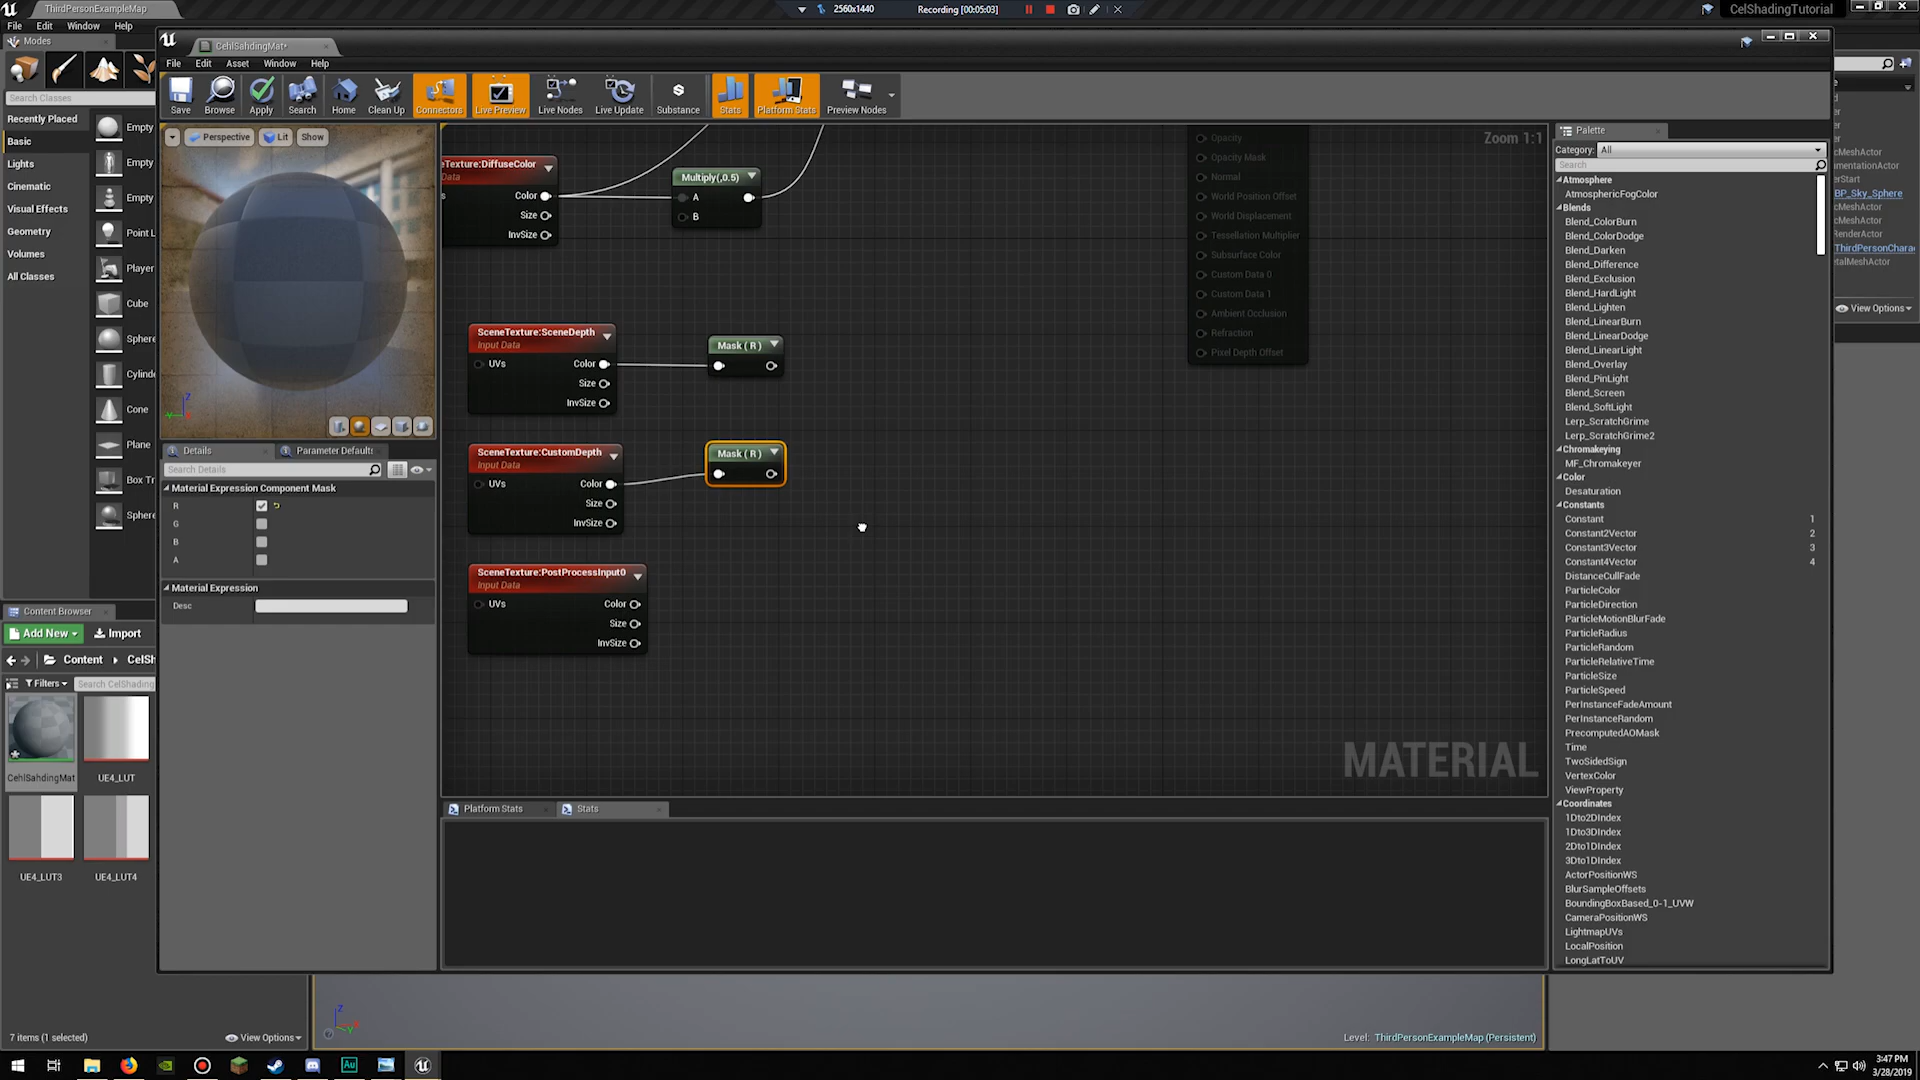 ThirdPersonExampleMap
2560x1440
Recording [00:05:03]
CelShadingTutorial
File Edit Window Help
Modes
CehlSahdingMat*
File Edit Asset Window Help
Save Browse Apply Search Home Clean Up Connectors Live Preview Live Nodes Live Update Substance Stats Platform Stats Preview Nodes
Search Classes
Recently Placed
Basic
Lights
Cinematic
Visual Effects
Geometry
Volumes
All Classes
Empty
Empty
Empty
Point L
Player
Cube
Sphere
Cylinde
Cone
Plane
Box Tr
Sphere
Perspective Lit Show
Details
Parameter Defaults
Search Details
Material Expression Component Mask
R
G
B
A
Material Expression
Desc
Zoom 1:1
eTexture:DiffuseColor
Data
Color
Size
InvSize
Multiply(,0.5)
A
B
SceneTexture:SceneDepth
Input Data
UVs Color
Size
InvSize
Mask ( R )
SceneTexture:CustomDepth
Input Data
UVs Color
Size
InvSize
Mask ( R )
SceneTexture:PostProcessInput0
Input Data
UVs Color
Size
InvSize
Opacity
Opacity Mask
Normal
World Position Offset
World Displacement
Tessellation Multiplier
Subsurface Color
Custom Data 0
Custom Data 1
Ambient Occlusion
Refraction
Pixel Depth Offset
MATERIAL
Platform Stats
Stats
Palette
Category: All
Search
Atmosphere
AtmosphericFogColor
Blends
Blend_ColorBurn
Blend_ColorDodge
Blend_Darken
Blend_Difference
Blend_Exclusion
Blend_HardLight
Blend_Lighten
Blend_LinearBurn
Blend_LinearDodge
Blend_LinearLight
Blend_Overlay
Blend_PinLight
Blend_Screen
Blend_SoftLight
Lerp_ScratchGrime
Lerp_ScratchGrime2
Chromakeying
MF_Chromakeyer
Color
Desaturation
Constants
Constant 1
Constant2Vector 2
Constant3Vector 3
Constant4Vector 4
DistanceCullFade
ParticleColor
ParticleDirection
ParticleMotionBlurFade
ParticleRadius
ParticleRandom
ParticleRelativeTime
ParticleSize
ParticleSpeed
PerInstanceFadeAmount
PerInstanceRandom
PrecomputedAOMask
Time
TwoSidedSign
VertexColor
ViewProperty
Coordinates
1Dto2DIndex
1Dto3DIndex
2Dto1DIndex
3Dto1DIndex
ActorPositionWS
BlurSampleOffsets
BoundingBoxBased_0-1_UVW
CameraPositionWS
LightmapUVs
LocalPosition
LongLatToUV
cMeshActor
mentationActor
erStart
BP_Sky_Sphere
cMeshActor
cMeshActor
RenderActor
ThirdPersonCharac
etalMeshActor
View Options
Content Browser
Add New Import
Content CelSh
Filters Search CelShading
CehlSahdingMat
UE4_LUT
UE4_LUT3
UE4_LUT4
7 items (1 selected)
View Options
Level: ThirdPersonExampleMap (Persistent)
3:47 PM
3/28/2019